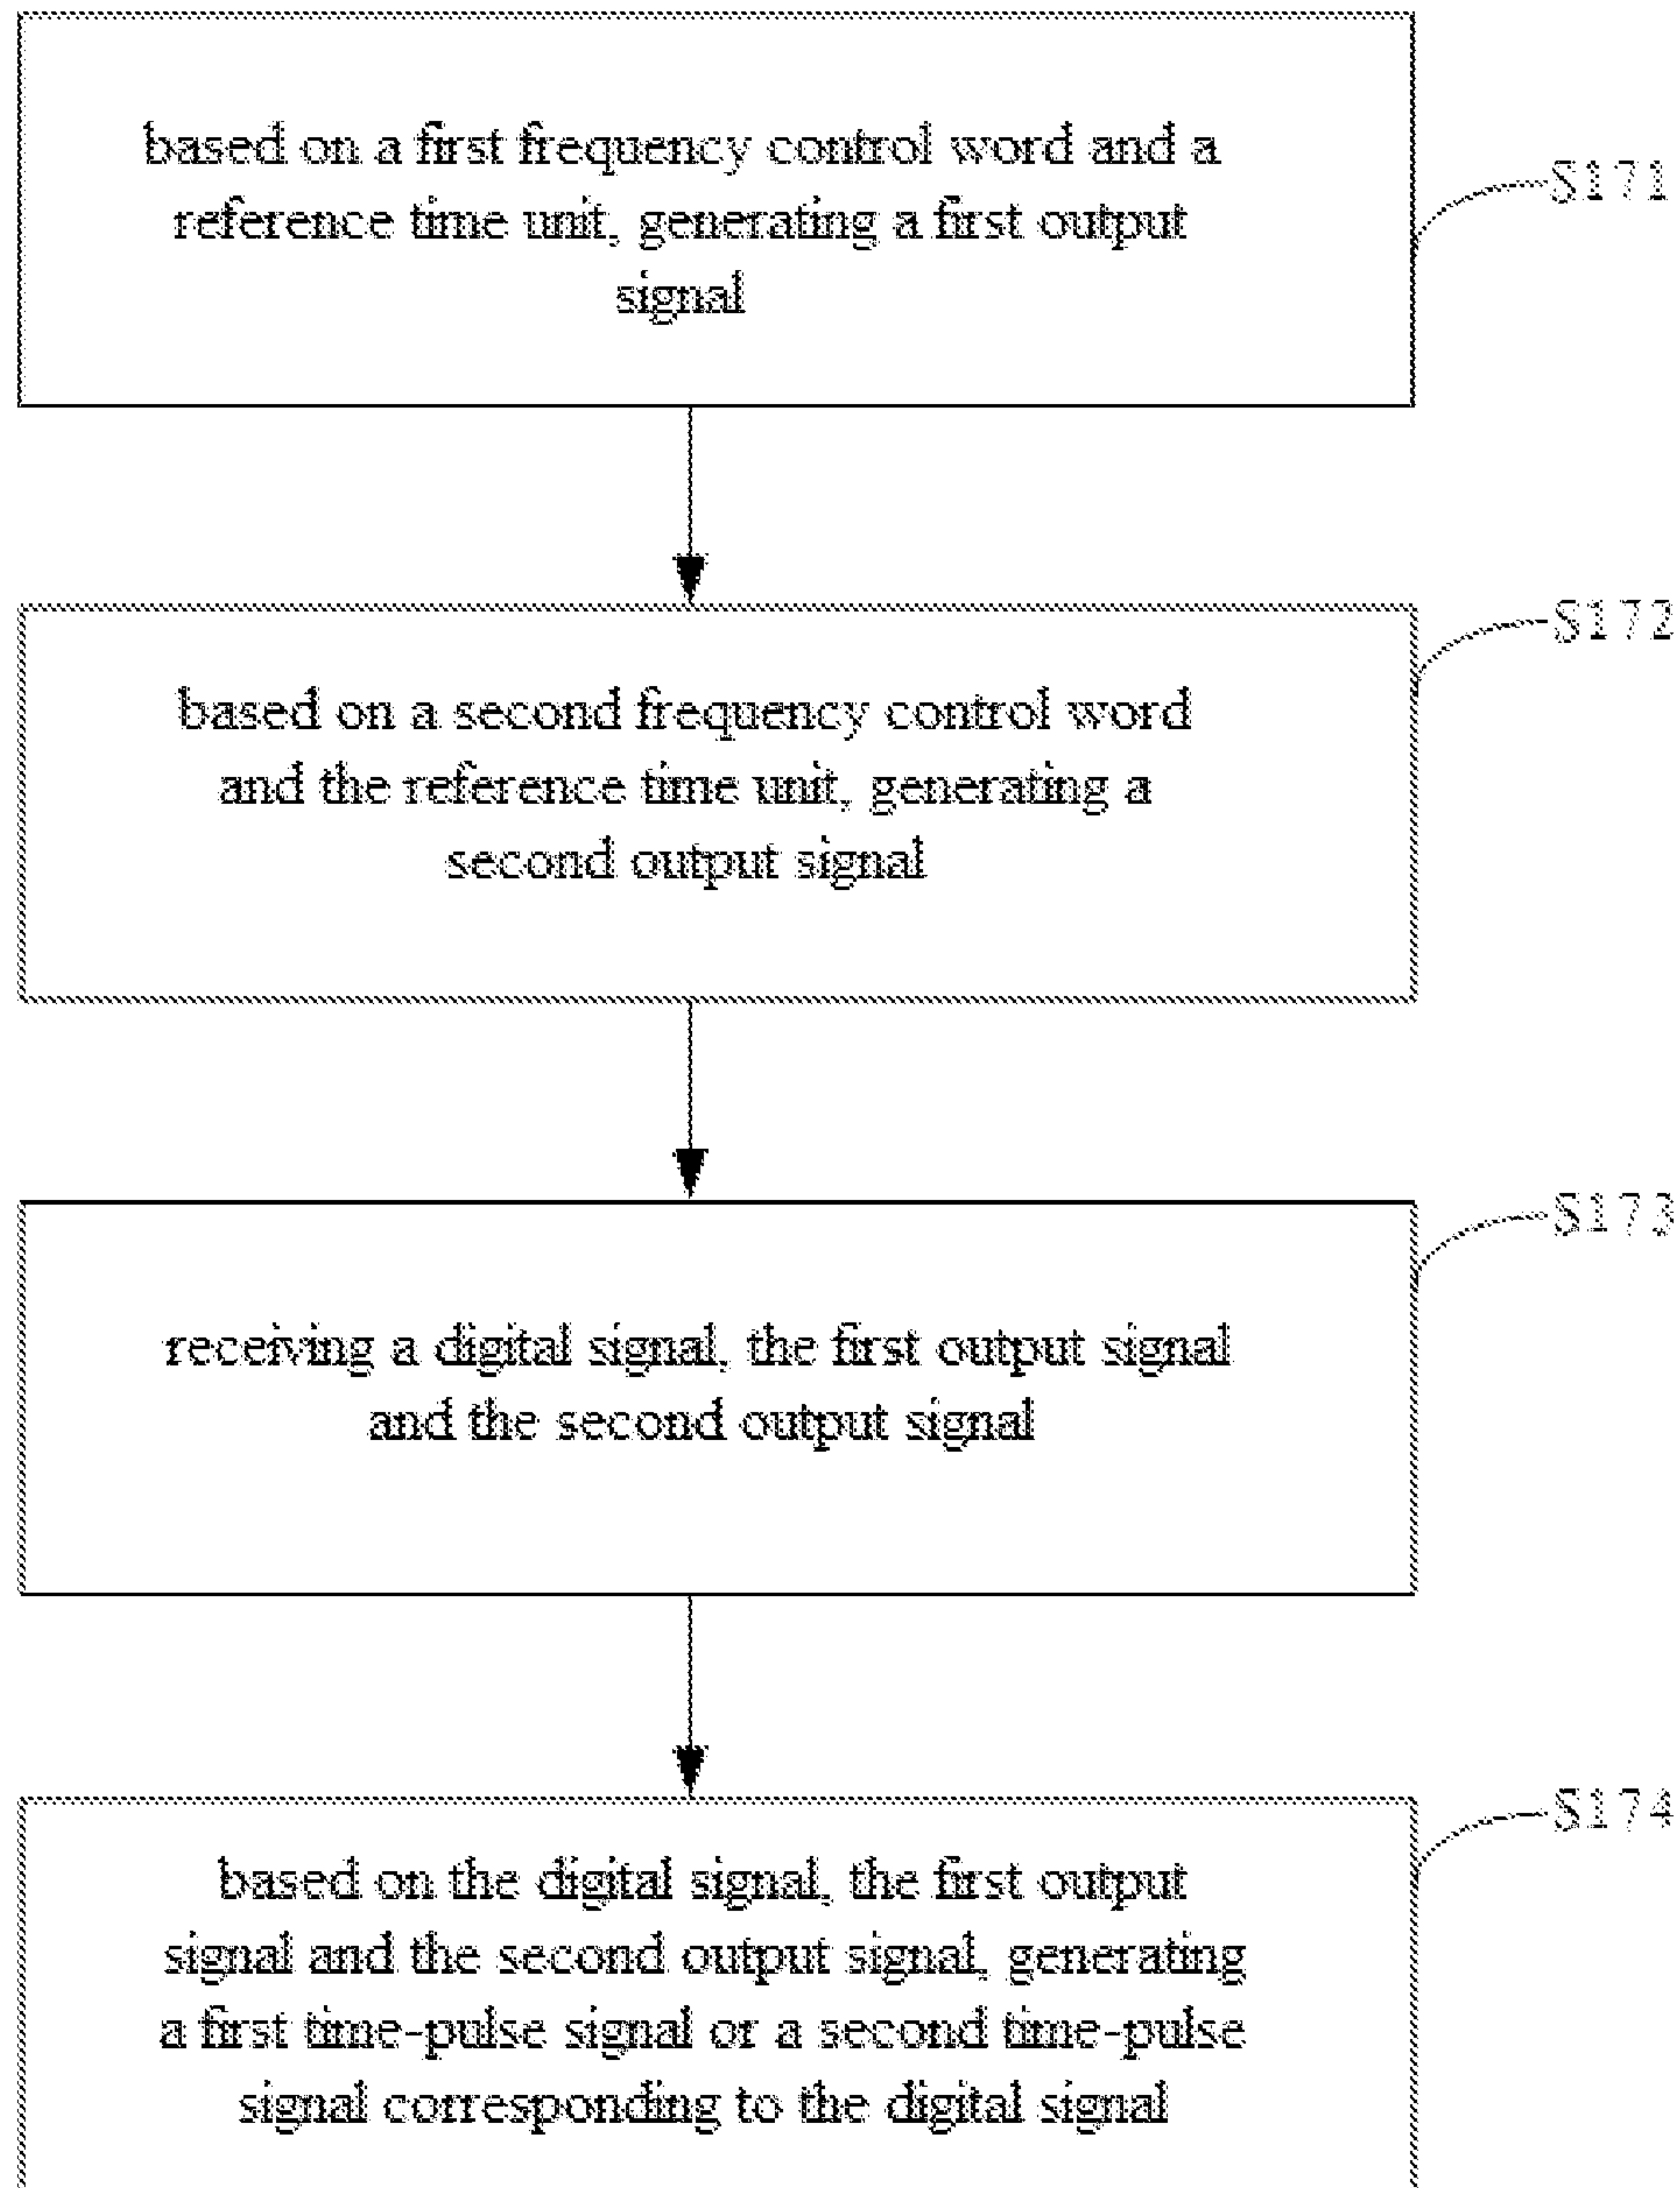 based on a first frequency control word and a
reference time unit, generating a first output
signal
S171
based on a second frequency control word
and the reference time unit, generating a
second output signal
S172
receiving a digital signal, the first output signal
and the second output signal
S173
based on the digital signal, the first output
signal and the second output signal, generating
a first time-pulse signal or a second time-pulse
signal corresponding to the digital signal
S174